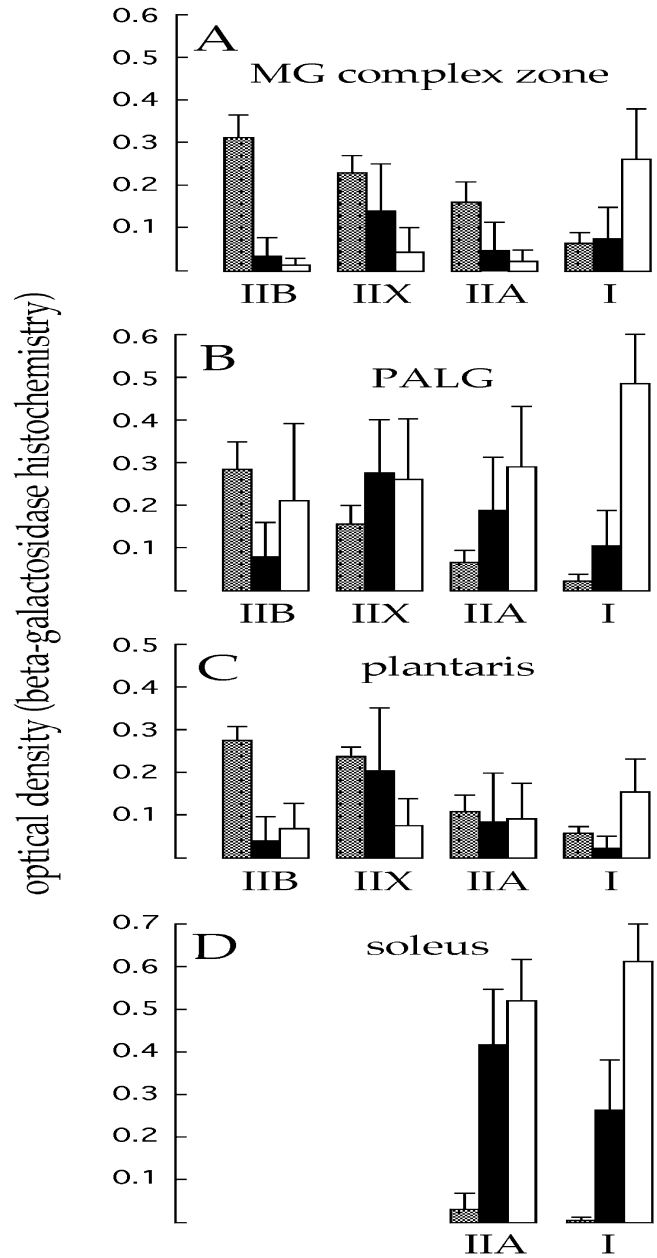 optical density (beta-galactosidase histochemistry)
A
MG complex zone
0.6
0.5
0.4
0.3
0.2
0.1
IIB IIX IIA I
B
PALG
0.6
0.5
0.4
0.3
0.2
0.1
IIB IIX IIA I
C
plantaris
0.5
0.4
0.3
0.2
0.1
IIB IIX IIA I
D
soleus
0.7
0.6
0.5
0.4
0.3
0.2
0.1
IIA I